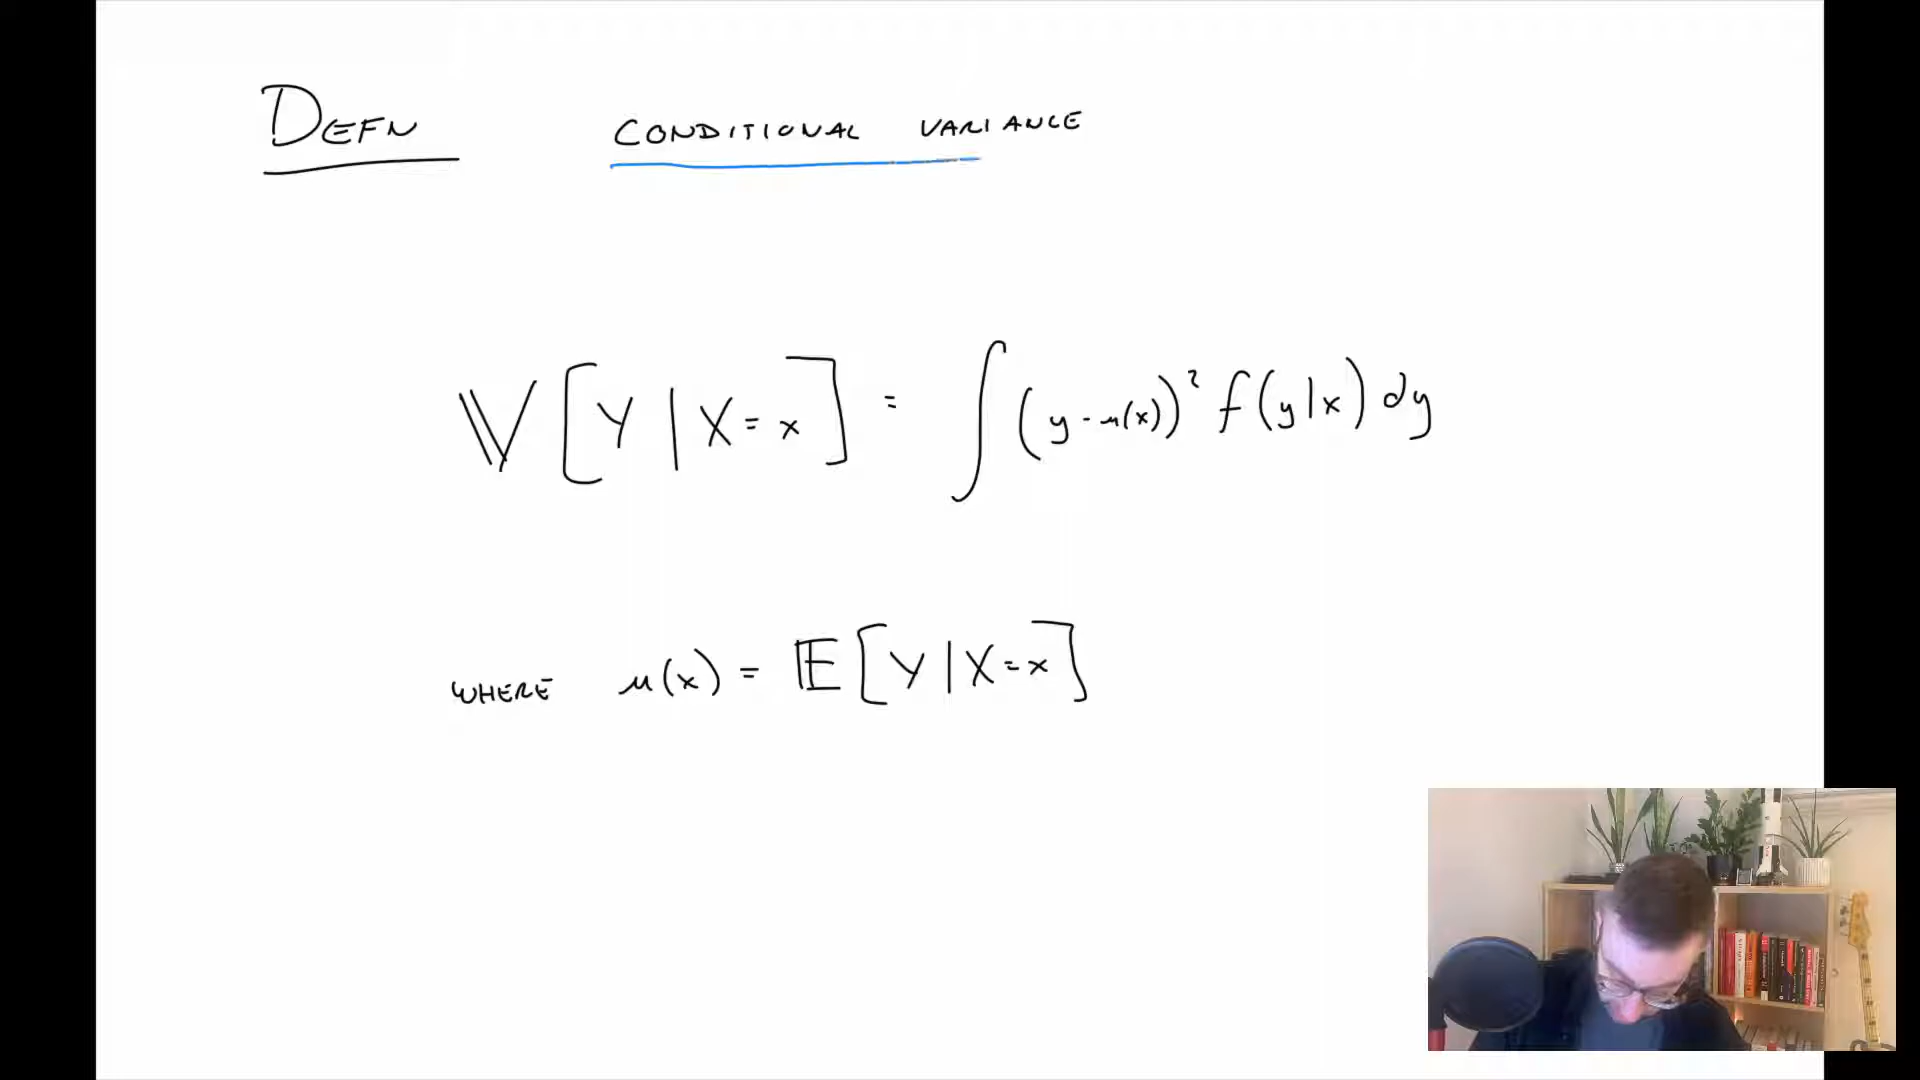 DEFN CONDITIONAL VARIANCE
𝕍[Y|X=x] = ∫(y-μ(x))² f(y|x) dy
WHERE μ(x) = 𝔼[Y|X=x]